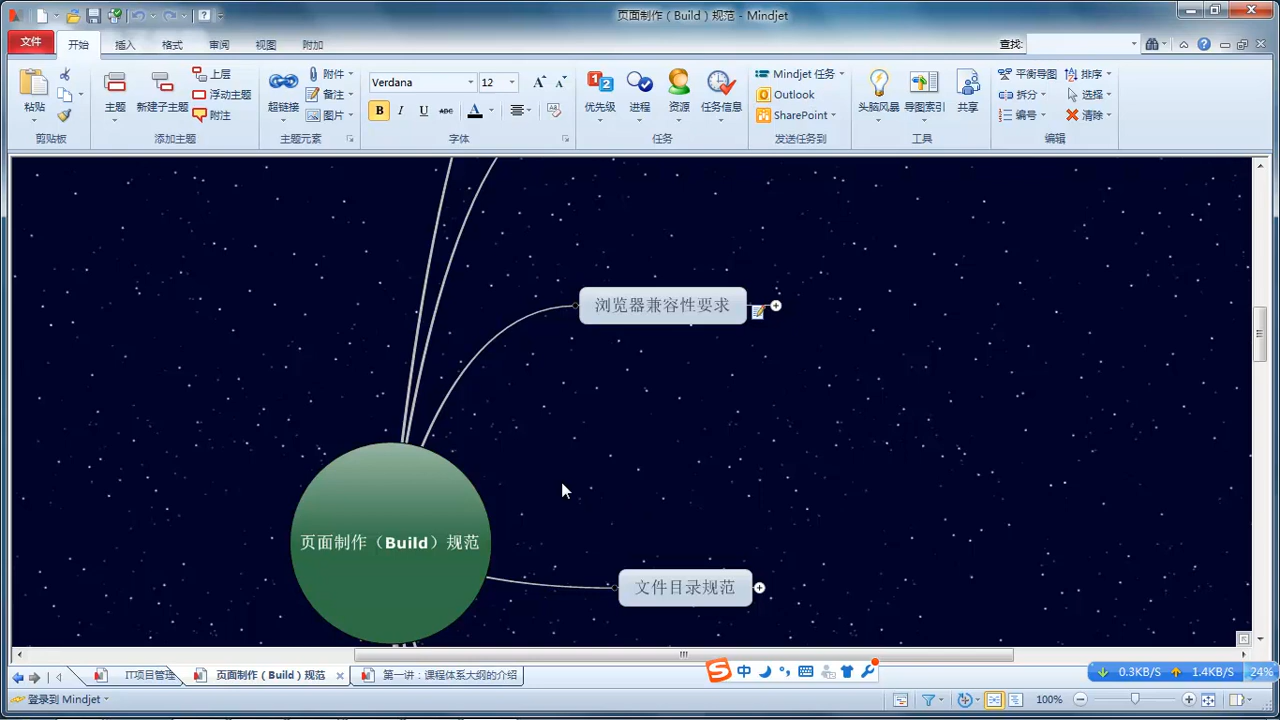 页面制作（Build）规范 - Mindjet
文件 开始 插入 格式 审阅 视图 附加 查找:
粘贴
剪贴板
主题
新建子主题
上层
浮动主题
附注
添加主题
超链接
附件
备注
图片
主题元素
Verdana 12
B I U abc A
字体
优先级
进程
资源
任务信息
任务
Mindjet 任务
Outlook
SharePoint
发送任务到
头脑风暴
导图索引
共享
工具
平衡导图
拆分
编号
排序
选择
清除
编辑
浏览器兼容性要求
页面制作（Build）规范
文件目录规范
IT项目管理 页面制作（Build）规范 第一讲：课程体系大纲的介绍
中
0.3KB/S 1.4KB/S 24%
登录到 Mindjet 100%